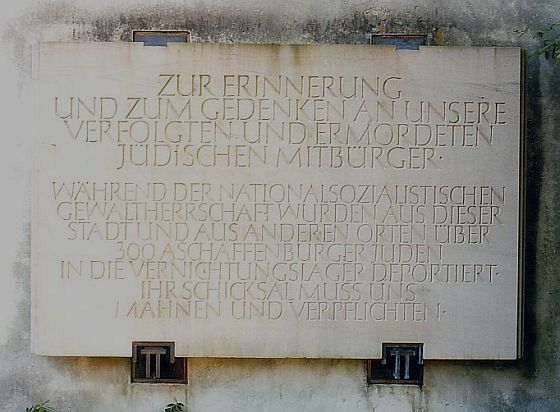 ZUR ERINNERUNG
UND ZUM GEDENKEN AN UNSERE
VERFOLGTEN UND ERMORDETEN
JÜDISCHEN MITBÜRGER·
WÄHREND DER NATIONALSOZIALISTISCHEN
GEWALTHERRSCHAFT WURDEN AUS DIESER
STADT UND AUS ANDEREN ORTEN ÜBER
300 ASCHAFFENBURGER JUDEN
IN DIE VERNICHTUNGSLAGER DEPORTIERT·
IHR SCHICKSAL MUSS UNS
MAHNEN UND VERPFLICHTEN·